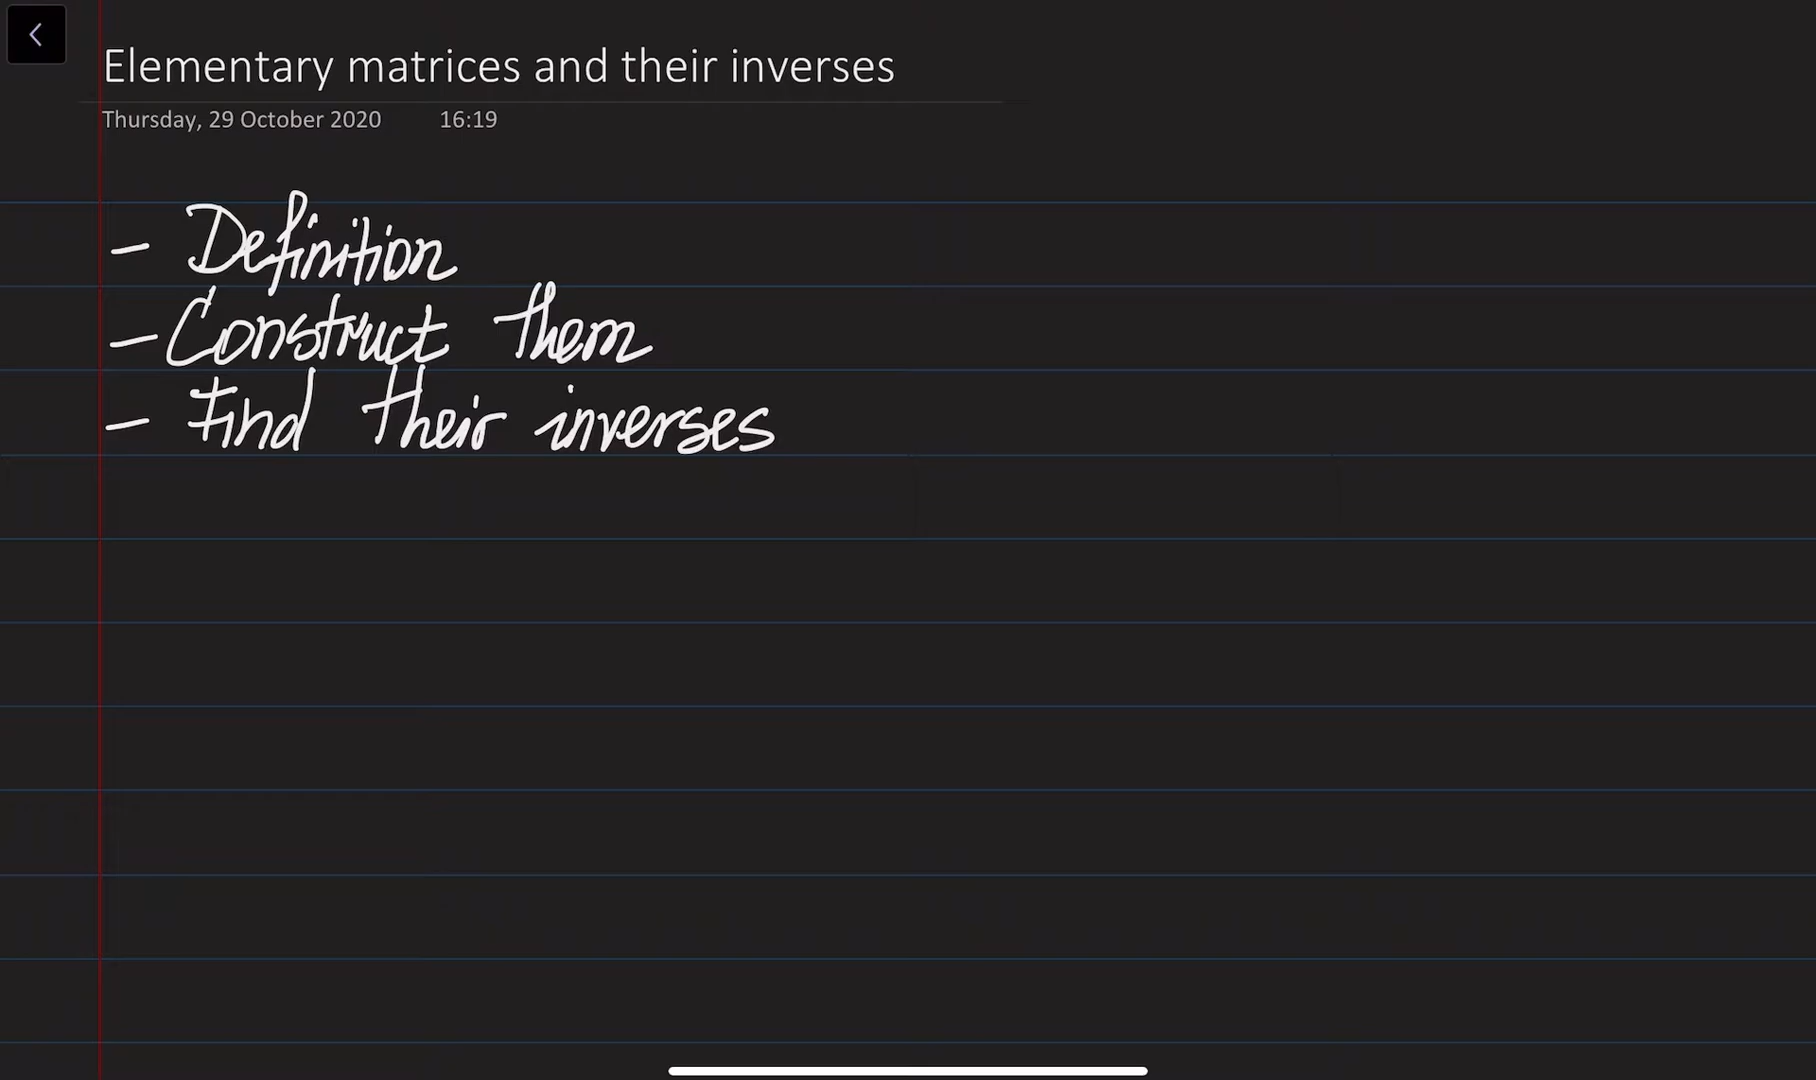 Elementary matrices and their inverses
Thursday, 29 October 2020 16:19
- Definition
- Construct them
- Find their inverses